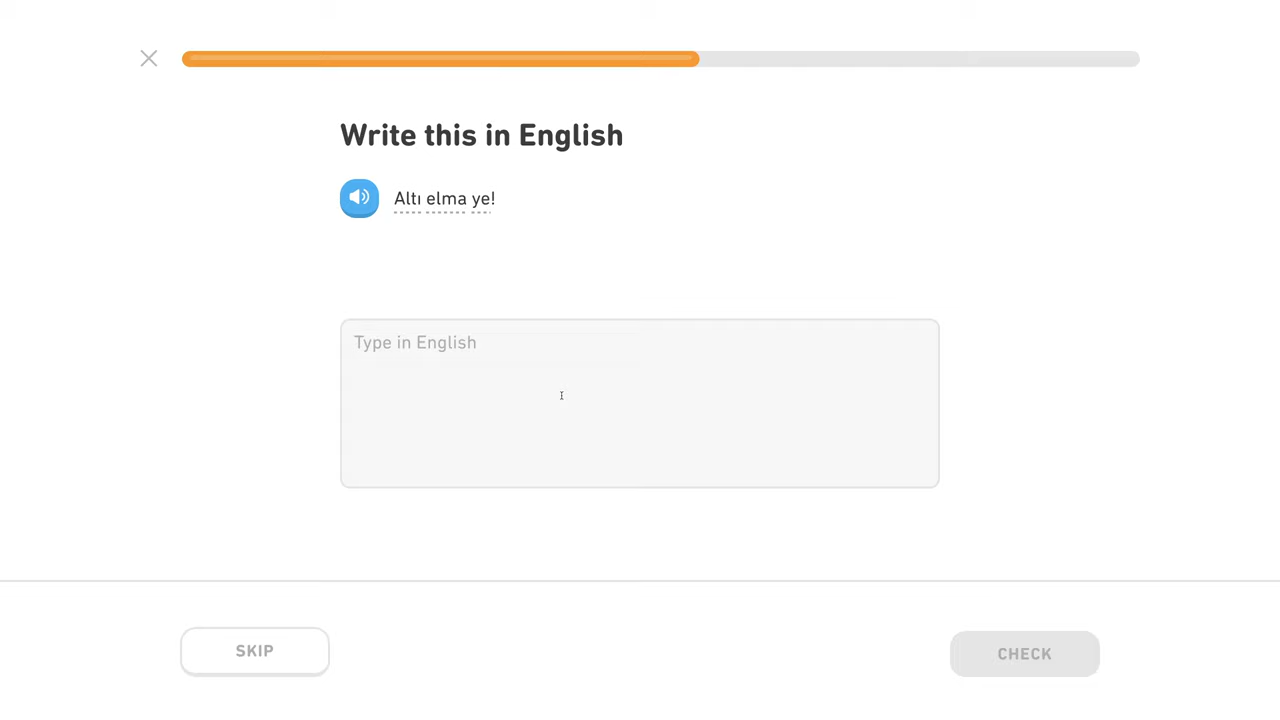 Write this in English
Altı elma ye!
Type in English
SKIP
CHECK